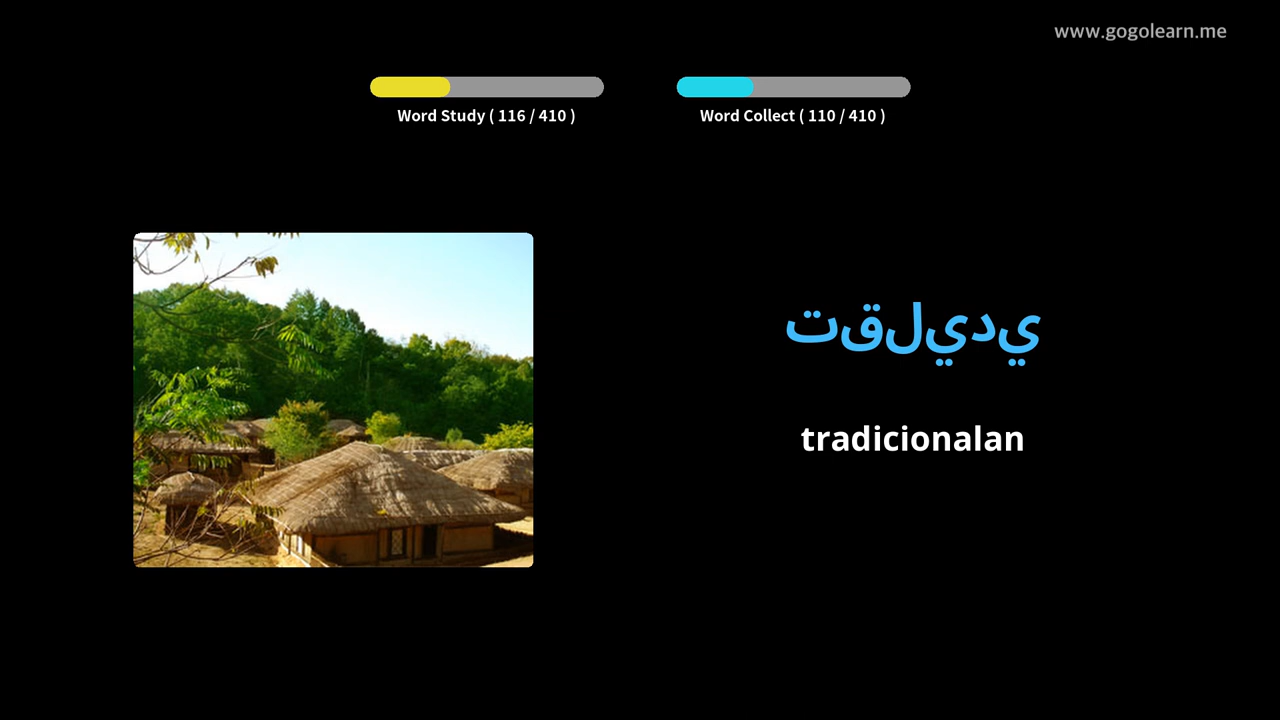 www.gogolearn.me
Word Study ( 116 / 410 )
Word Collect ( 110 / 410 )
تقليدي
tradicionalan